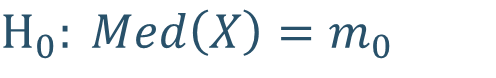 H₀: Med(X) = m₀